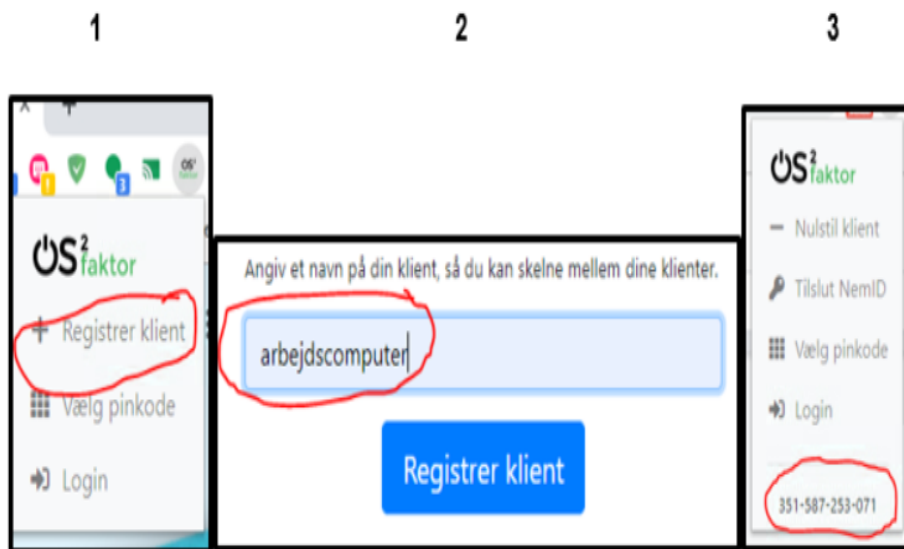 1
2
3
OS2faktor
+ Registrer klient
Vælg pinkode
Login
Angiv et navn på din klient, så du kan skelne mellem dine klienter.
arbejdscomputer
Registrer klient
OS2faktor
Nulstil klient
Tilslut NemID
Vælg pinkode
Login
351-587-253-071